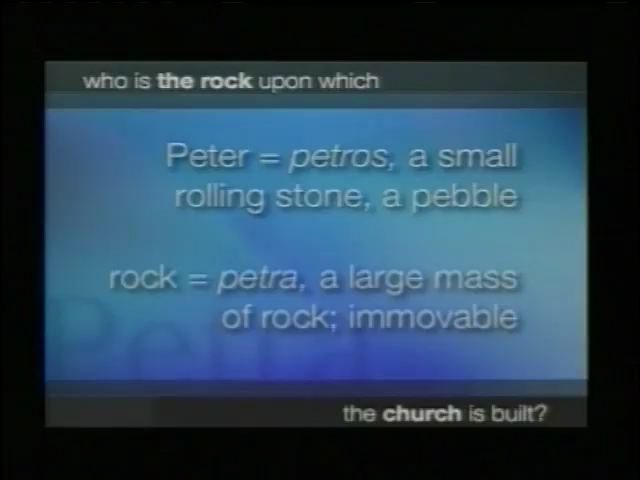 who is the rock upon which
Peter = petros, a small
rolling stone, a pebble
rock = petra, a large mass
of rock; immovable
Petra
the church is built?